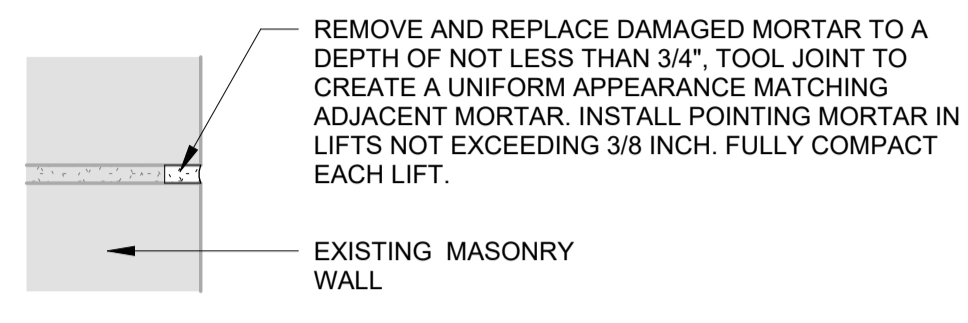 REMOVE AND REPLACE DAMAGED MORTAR TO A
DEPTH OF NOT LESS THAN 3/4", TOOL JOINT TO
CREATE A UNIFORM APPEARANCE MATCHING
ADJACENT MORTAR. INSTALL POINTING MORTAR IN
LIFTS NOT EXCEEDING 3/8 INCH. FULLY COMPACT
EACH LIFT.
EXISTING MASONRY
WALL